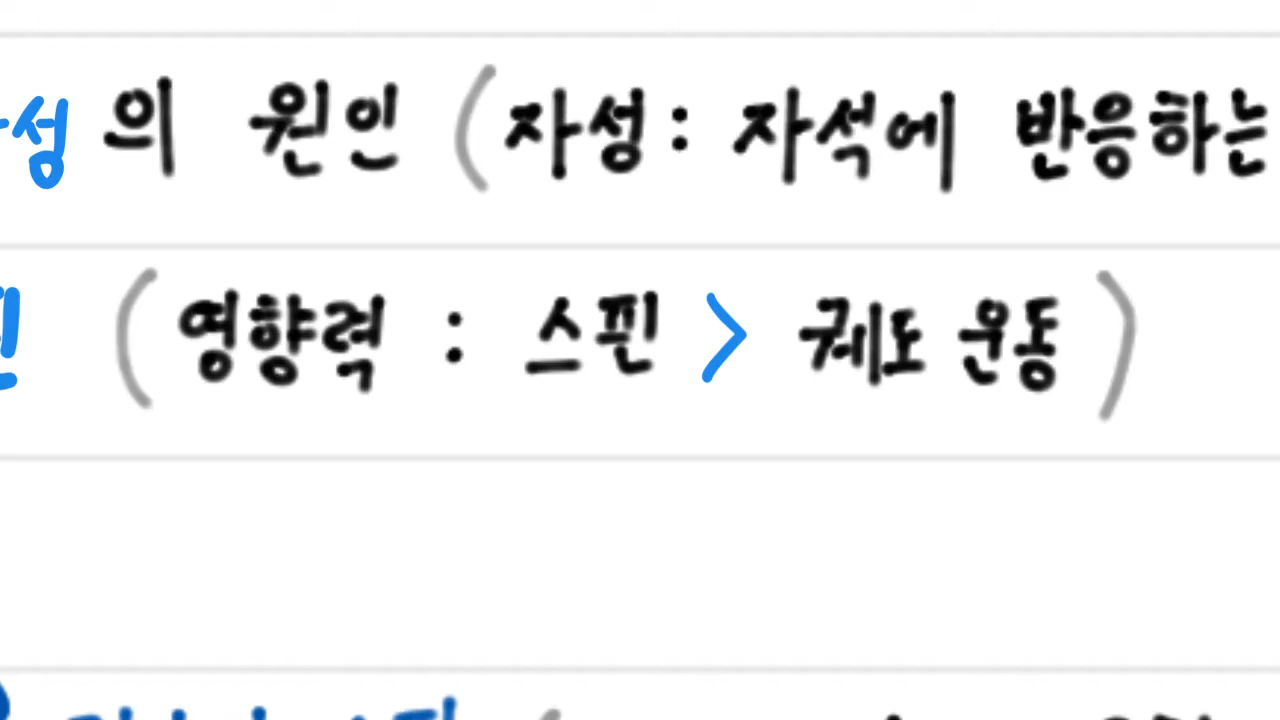 의 원인 (자성: 자석에 반응하는
(영향력 : 스핀 > 궤도 운동)